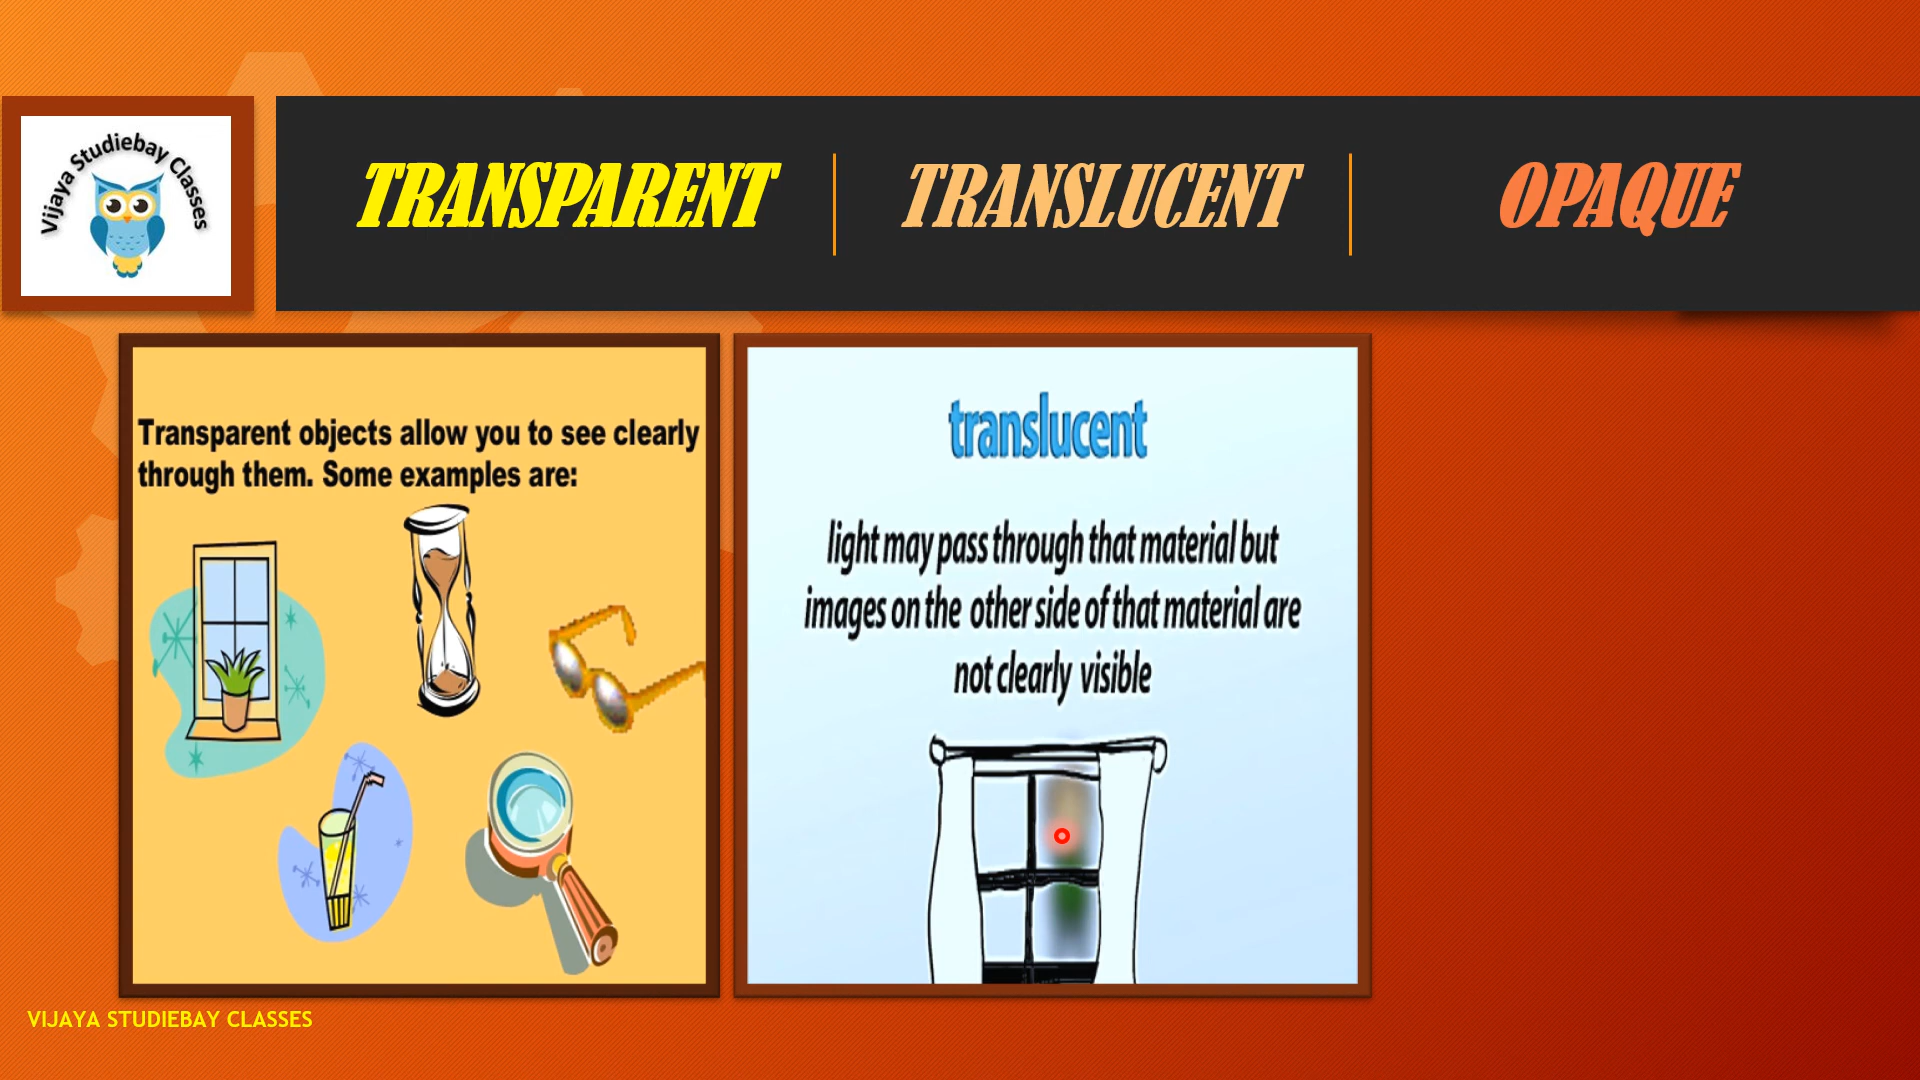 Vijaya Studiebay Classes
TRANSPARENT
TRANSLUCENT
OPAQUE
Transparent objects allow you to see clearly
through them. Some examples are:
translucent
light may pass through that material but
images on the other side of that material are
not clearly visible
VIJAYA STUDIEBAY CLASSES